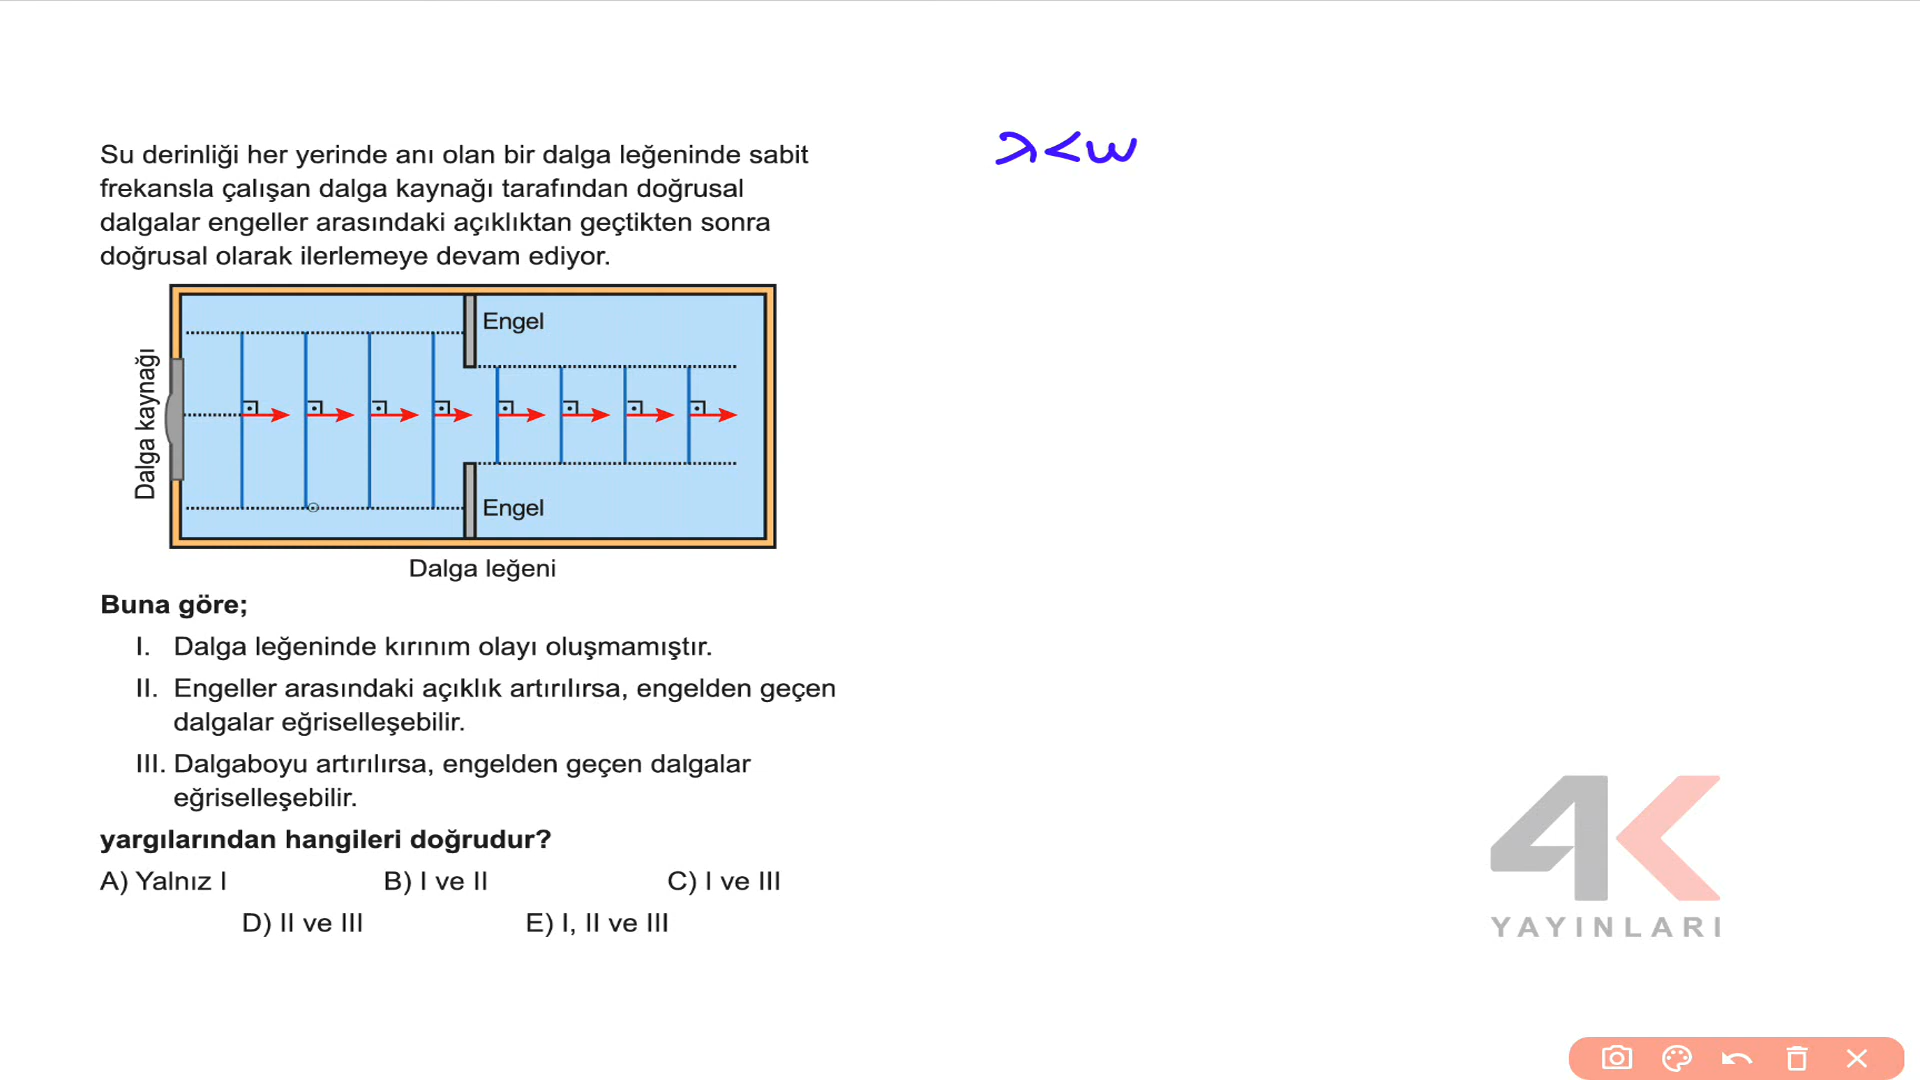 Su derinliği her yerinde anı olan bir dalga leğeninde sabit
frekansla çalışan dalga kaynağı tarafından doğrusal
dalgalar engeller arasındaki açıklıktan geçtikten sonra
doğrusal olarak ilerlemeye devam ediyor.
λ<w
Dalga kaynağı
Engel
Engel
Dalga leğeni
Buna göre;
I. Dalga leğeninde kırınım olayı oluşmamıştır.
II. Engeller arasındaki açıklık artırılırsa, engelden geçen
dalgalar eğriselleşebilir.
III. Dalgaboyu artırılırsa, engelden geçen dalgalar
eğriselleşebilir.
yargılarından hangileri doğrudur?
A) Yalnız I B) I ve II C) I ve III
D) II ve III E) I, II ve III
4K
YAYINLARI